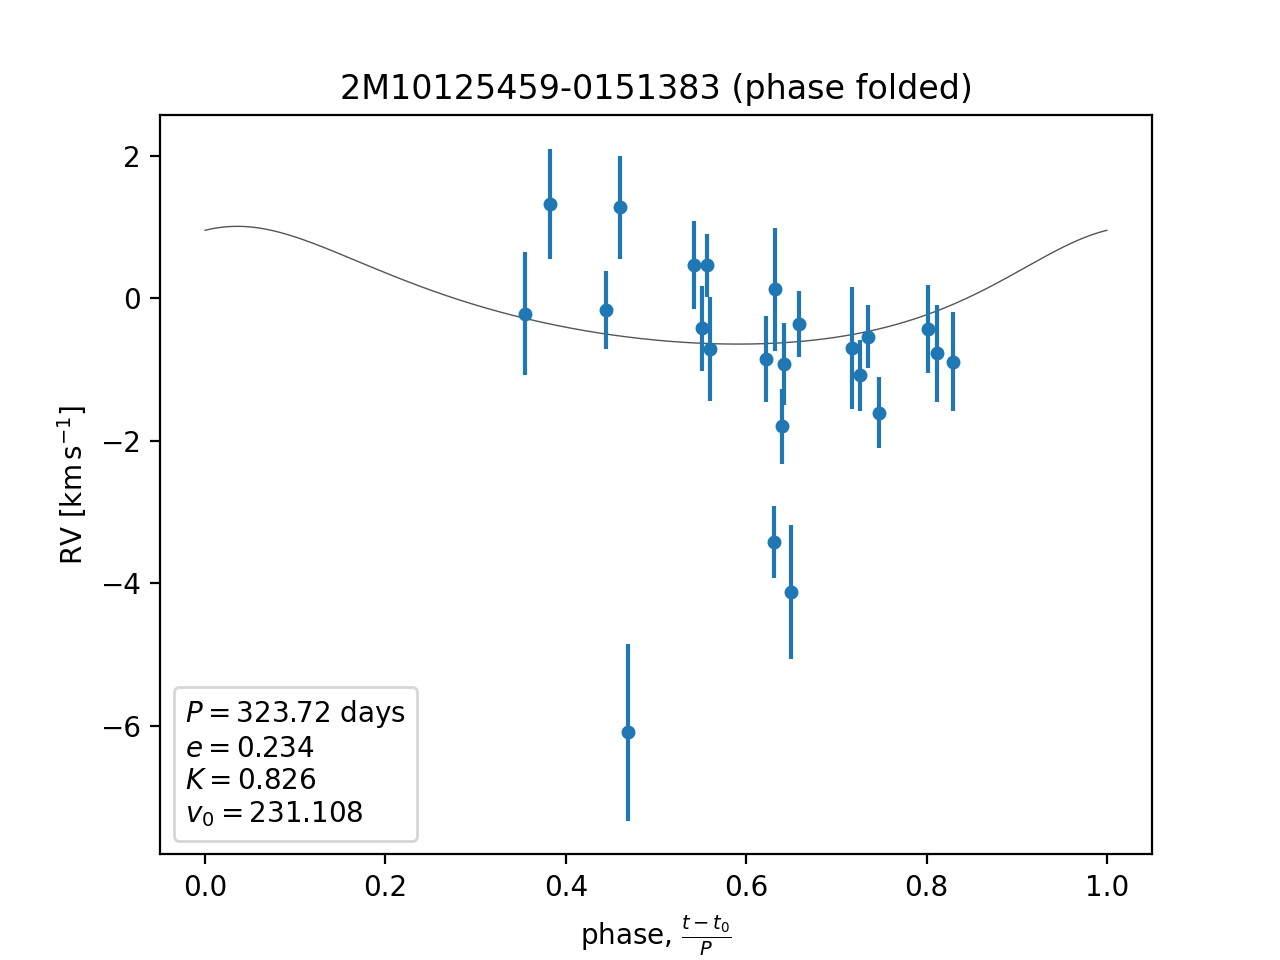 2M10125459-0151383 (phase folded)
RV [km s⁻¹]
2
0
−2
−4
−6
P = 323.72 days
e = 0.234
K = 0.826
v₀ = 231.108
0.0 0.2 0.4 0.6 0.8 1.0
phase, (t − t₀)/P